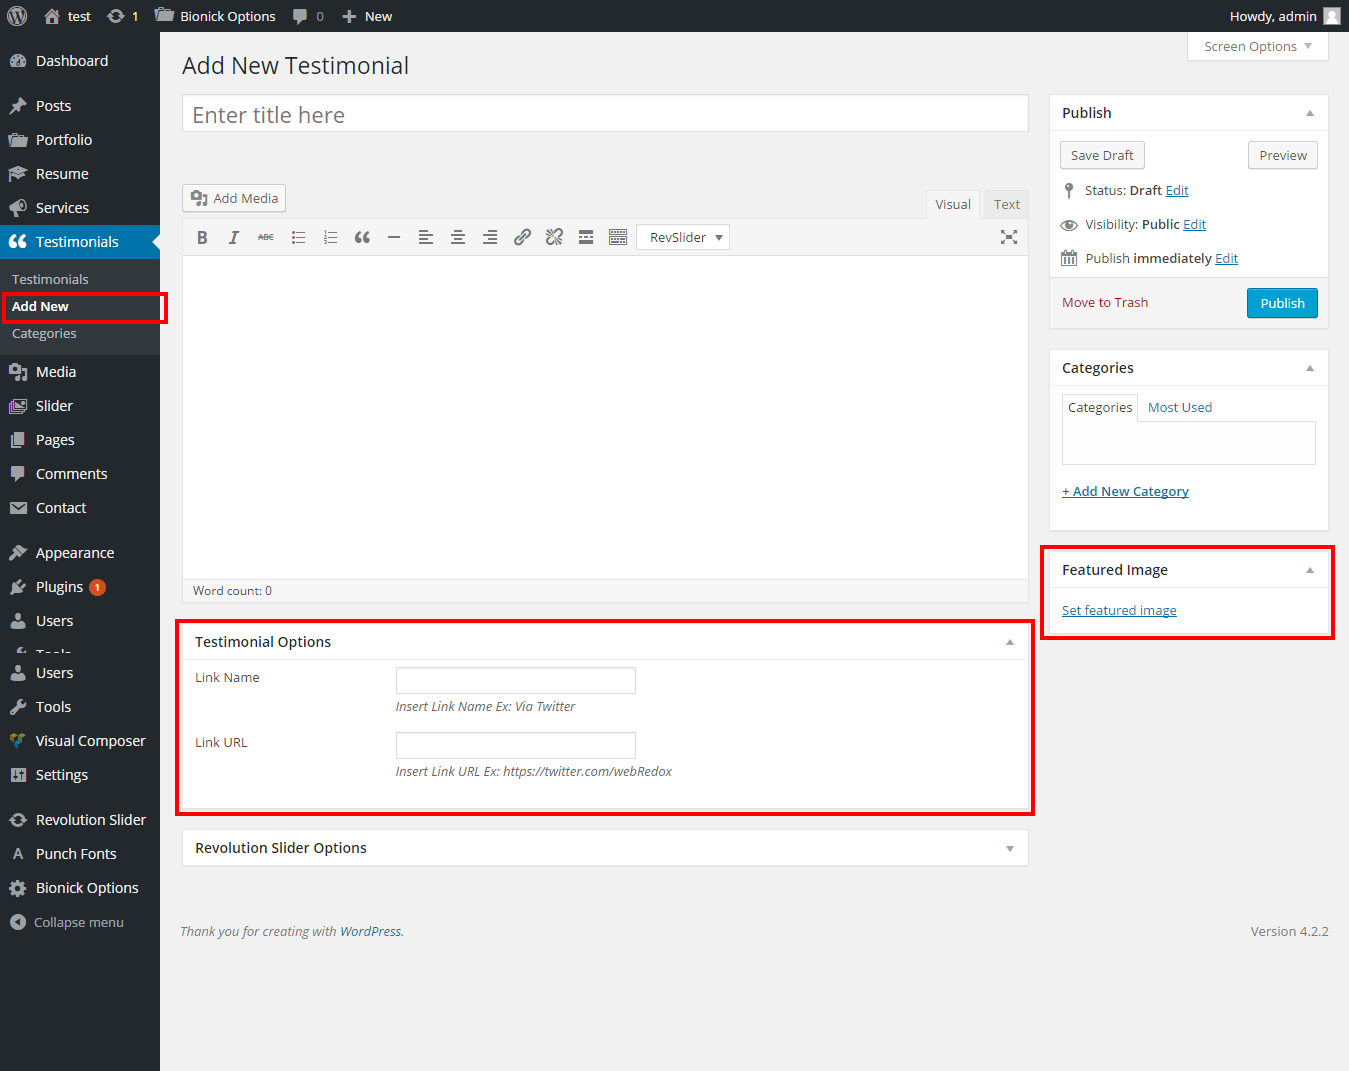 test 1 Bionick Options 0 New Howdy, admin
Screen Options
Dashboard
Posts
Portfolio
Resume
Services
Testimonials
Testimonials
Add New
Categories
Media
Slider
Pages
Comments
Contact
Appearance
Plugins 1
Users
Tools
Users
Tools
Visual Composer
Settings
Revolution Slider
A Punch Fonts
Bionick Options
Collapse menu
Add New Testimonial
Enter title here
Add Media
Visual Text
B I ABC RevSlider
Word count: 0
Testimonial Options
Link Name
Insert Link Name Ex: Via Twitter
Link URL
Insert Link URL Ex: https://twitter.com/webRedox
Revolution Slider Options
Publish
Save Draft Preview
Status: Draft Edit
Visibility: Public Edit
Publish immediately Edit
Move to Trash Publish
Categories
Categories Most Used
+ Add New Category
Featured Image
Set featured image
Thank you for creating with WordPress.
Version 4.2.2